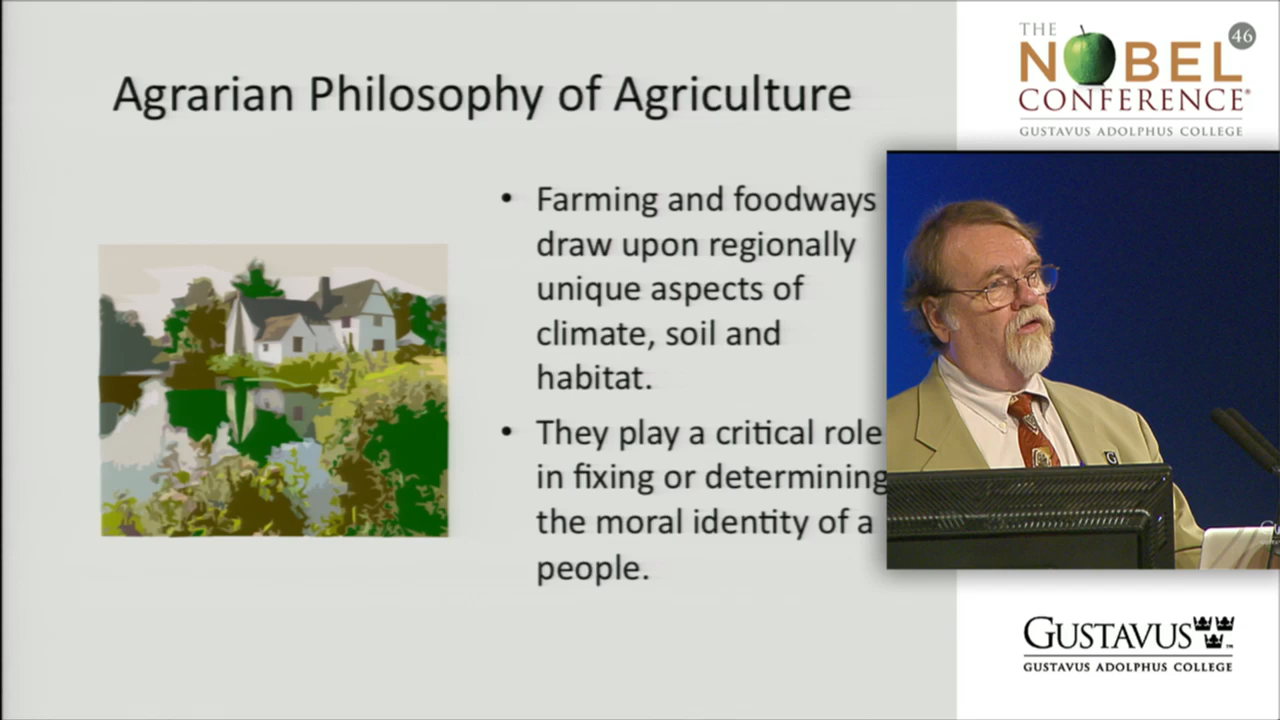 Agrarian Philosophy of Agriculture
• Farming and foodways
draw upon regionally
unique aspects of
climate, soil and
habitat.
• They play a critical role
in fixing or determining
the moral identity of a
people.
THE
NOBEL
46
CONFERENCE®
GUSTAVUS ADOLPHUS COLLEGE
G
GUSTAVUS™
GUSTAVUS ADOLPHUS COLLEGE